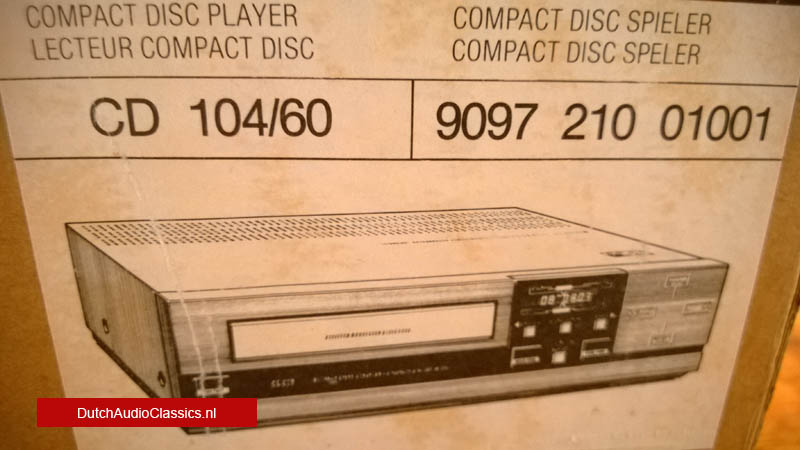 COMPACT DISC PLAYER
LECTEUR COMPACT DISC
COMPACT DISC SPIELER
COMPACT DISC SPELER
CD 104/60
9097 210 01001
DutchAudioClassics.nl